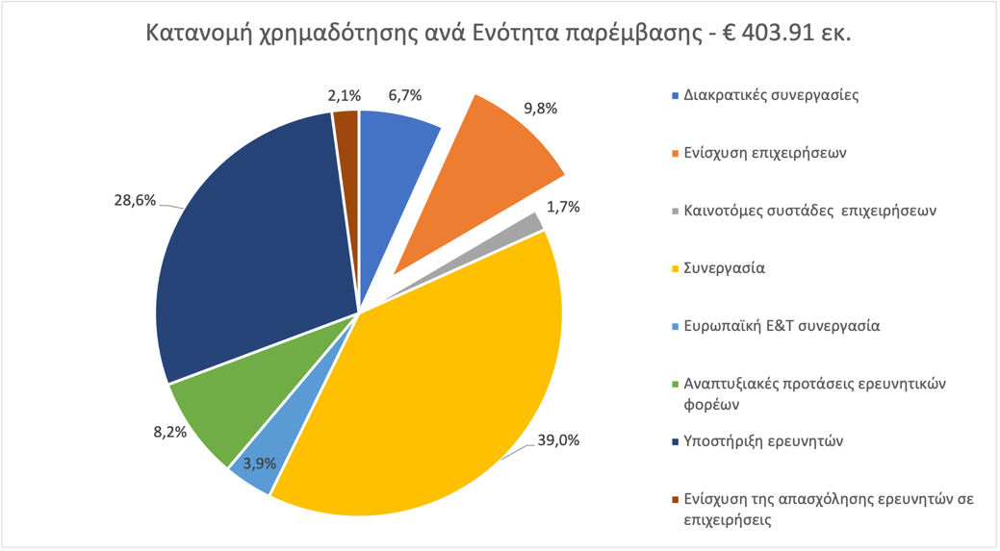 Κατανομή χρημαδότησης ανά Ενότητα παρέμβασης - € 403.91 εκ.
2,1%
6,7%
9,8%
1,7%
28,6%
39,0%
8,2%
3,9%
Διακρατικές συνεργασίες
Ενίσχυση επιχειρήσεων
Καινοτόμες συστάδες επιχειρήσεων
Συνεργασία
Ευρωπαϊκή Ε&Τ συνεργασία
Αναπτυξιακές προτάσεις ερευνητικών
φορέων
Υποστήριξη ερευνητών
Ενίσχυση της απασχόλησης ερευνητών σε
επιχειρήσεις